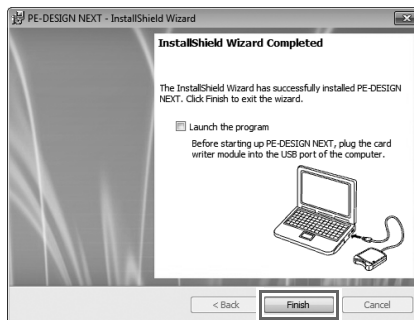 PE-DESIGN NEXT - InstallShield Wizard
InstallShield Wizard Completed
The InstallShield Wizard has successfully installed PE-DESIGN
NEXT. Click Finish to exit the wizard.
Launch the program
Before starting up PE-DESIGN NEXT, plug the card
writer module into the USB port of the computer.
< Back Finish Cancel